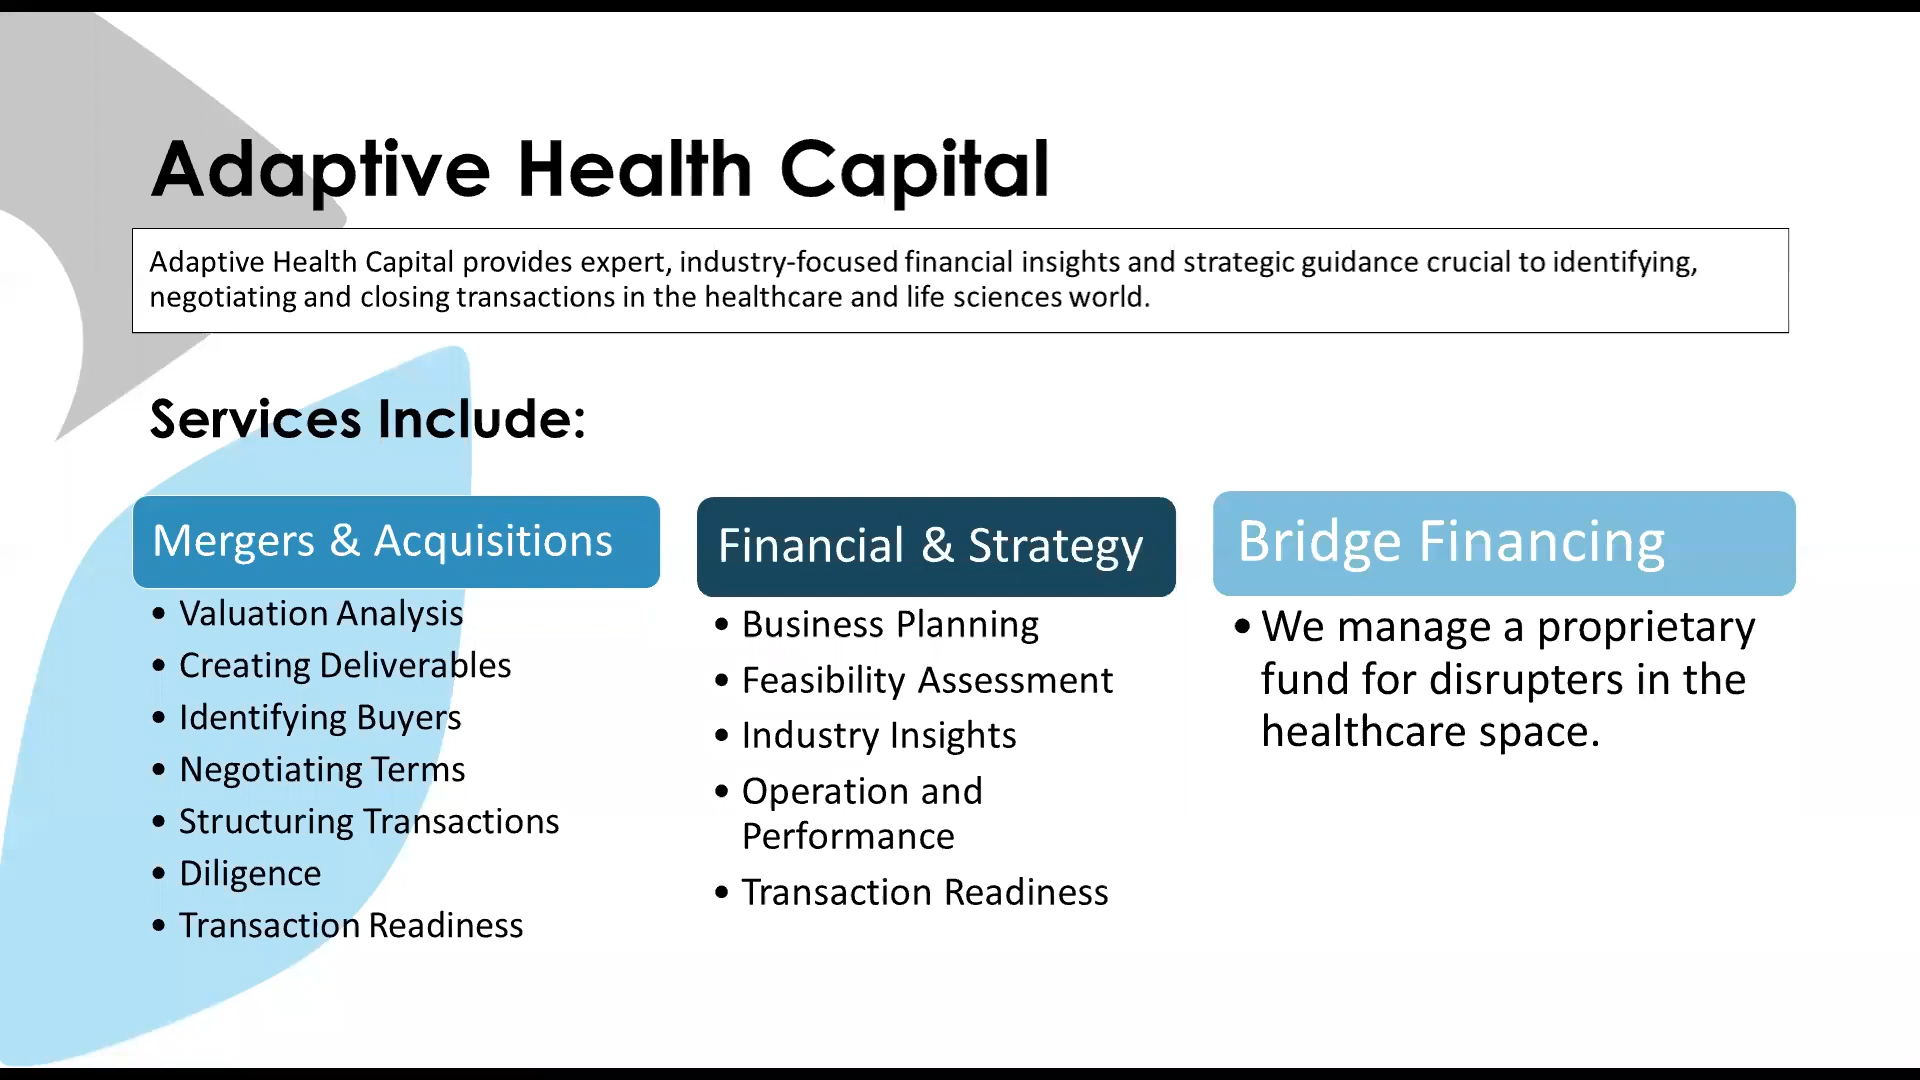 Adaptive Health Capital
Adaptive Health Capital provides expert, industry-focused financial insights and strategic guidance crucial to identifying,
negotiating and closing transactions in the healthcare and life sciences world.
Services Include:
Mergers & Acquisitions
• Valuation Analysis
• Creating Deliverables
• Identifying Buyers
• Negotiating Terms
• Structuring Transactions
• Diligence
• Transaction Readiness
Financial & Strategy
• Business Planning
• Feasibility Assessment
• Industry Insights
• Operation and
Performance
• Transaction Readiness
Bridge Financing
• We manage a proprietary
fund for disrupters in the
healthcare space.